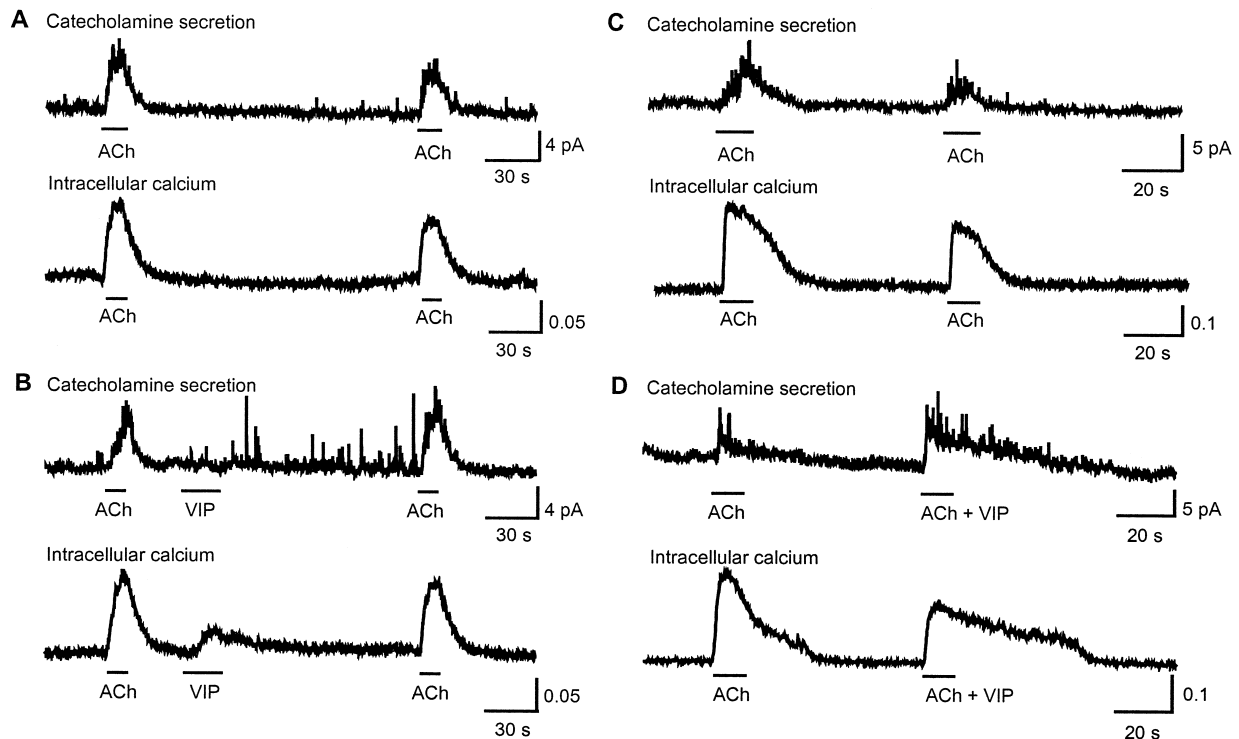 A Catecholamine secretion
ACh
ACh
4 pA
30 s
Intracellular calcium
ACh
ACh
0.05
30 s
B Catecholamine secretion
ACh
VIP
ACh
4 pA
30 s
Intracellular calcium
ACh
VIP
ACh
0.05
30 s
C Catecholamine secretion
ACh
ACh
5 pA
20 s
Intracellular calcium
ACh
ACh
0.1
20 s
D Catecholamine secretion
ACh
ACh + VIP
5 pA
20 s
Intracellular calcium
ACh
ACh + VIP
0.1
20 s